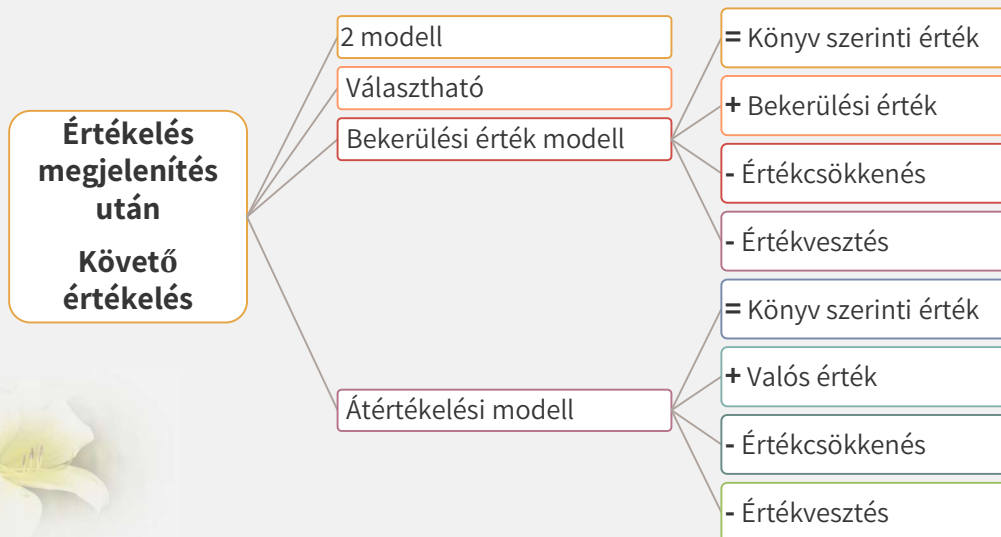 Értékelés
megjelenítés
után
Követő
értékelés
2 modell
Választható
Bekerülési érték modell
= Könyv szerinti érték
+ Bekerülési érték
- Értékcsökkenés
- Értékvesztés
Átértékelési modell
= Könyv szerinti érték
+ Valós érték
- Értékcsökkenés
- Értékvesztés